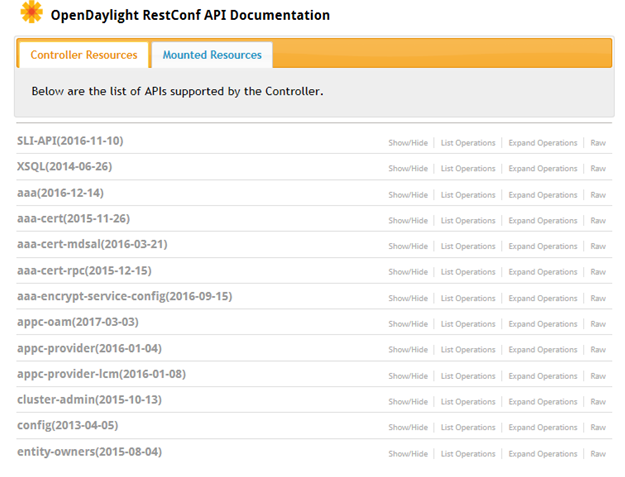 OpenDaylight RestConf API Documentation
Controller Resources Mounted Resources
Below are the list of APIs supported by the Controller.
SLI-API(2016-11-10) Show/Hide List Operations Expand Operations Raw
XSQL(2014-06-26) Show/Hide List Operations Expand Operations Raw
aaa(2016-12-14) Show/Hide List Operations Expand Operations Raw
aaa-cert(2015-11-26) Show/Hide List Operations Expand Operations Raw
aaa-cert-mdsal(2016-03-21) Show/Hide List Operations Expand Operations Raw
aaa-cert-rpc(2015-12-15) Show/Hide List Operations Expand Operations Raw
aaa-encrypt-service-config(2016-09-15) Show/Hide List Operations Expand Operations Raw
appc-oam(2017-03-03) Show/Hide List Operations Expand Operations Raw
appc-provider(2016-01-04) Show/Hide List Operations Expand Operations Raw
appc-provider-lcm(2016-01-08) Show/Hide List Operations Expand Operations Raw
cluster-admin(2015-10-13) Show/Hide List Operations Expand Operations Raw
config(2013-04-05) Show/Hide List Operations Expand Operations Raw
entity-owners(2015-08-04) Show/Hide List Operations Expand Operations Raw